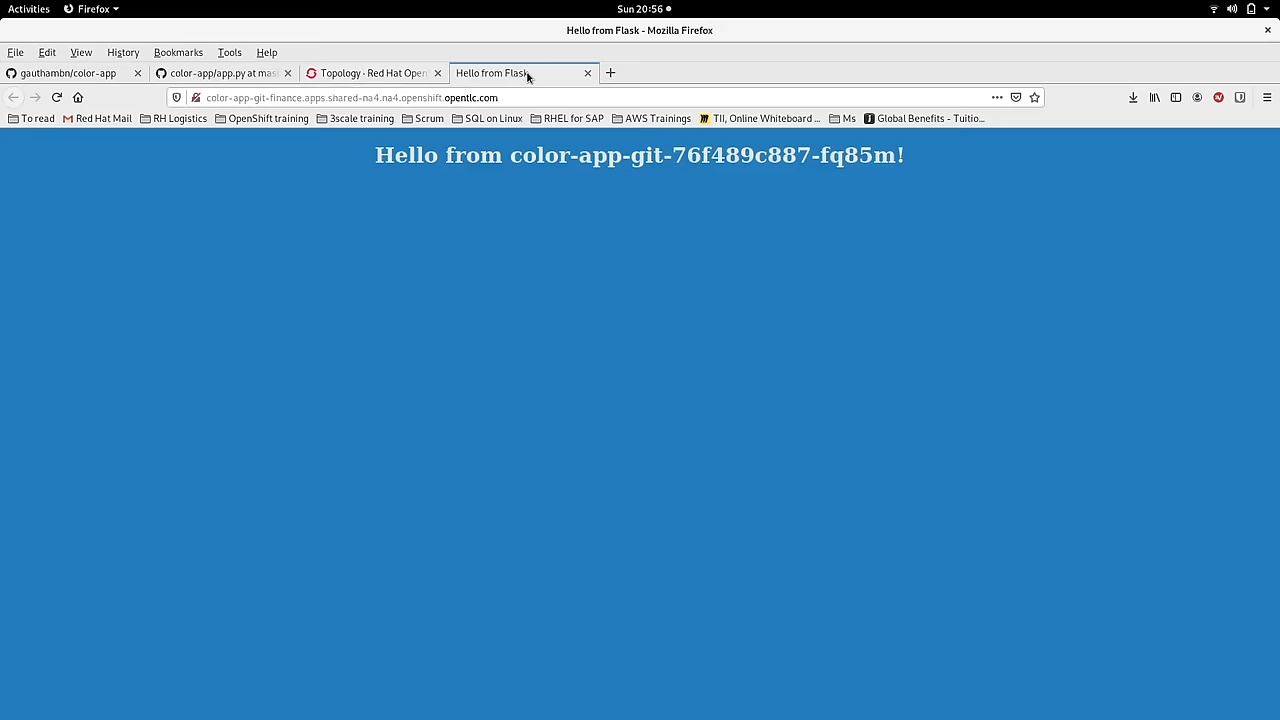 Activities Firefox Sun 20:56
Hello from Flask - Mozilla Firefox
File Edit View History Bookmarks Tools Help
gauthambn/color-app color-app/app.py at mas Topology · Red Hat Open Hello from Flask
color-app-git-finance.apps.shared-na4.na4.openshift.opentlc.com
To read Red Hat Mail RH Logistics OpenShift training 3scale training Scrum SQL on Linux RHEL for SAP AWS Trainings TII, Online Whiteboard ... Ms Global Benefits - Tuitio...
Hello from color-app-git-76f489c887-fq85m!